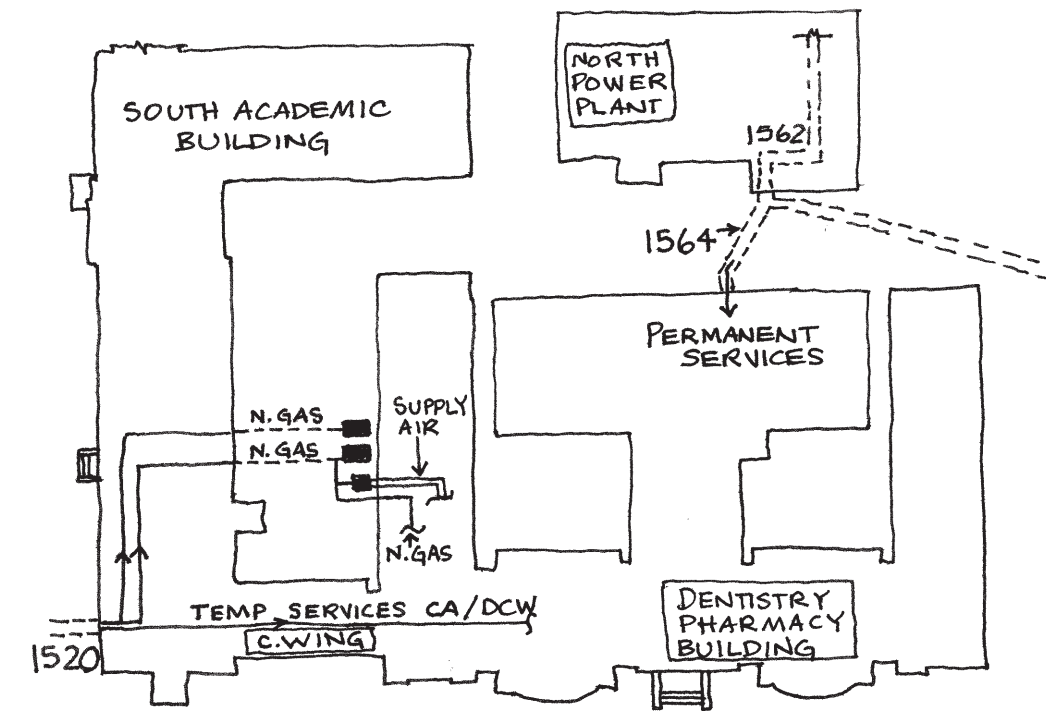 SOUTH ACADEMIC
BUILDING
NORTH
POWER
PLANT
1562
1564
PERMANENT
SERVICES
N.GAS
N.GAS
SUPPLY
AIR
N.GAS
TEMP SERVICES CA/DCW
C.WING
1520
DENTISTRY
PHARMACY
BUILDING